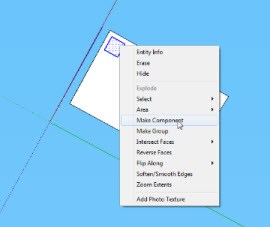 Entity Info
Erase
Hide
Explode
Select
Area
Make Component
Make Group
Intersect Faces
Reverse Faces
Flip Along
Soften/Smooth Edges
Zoom Extents
Add Photo Texture